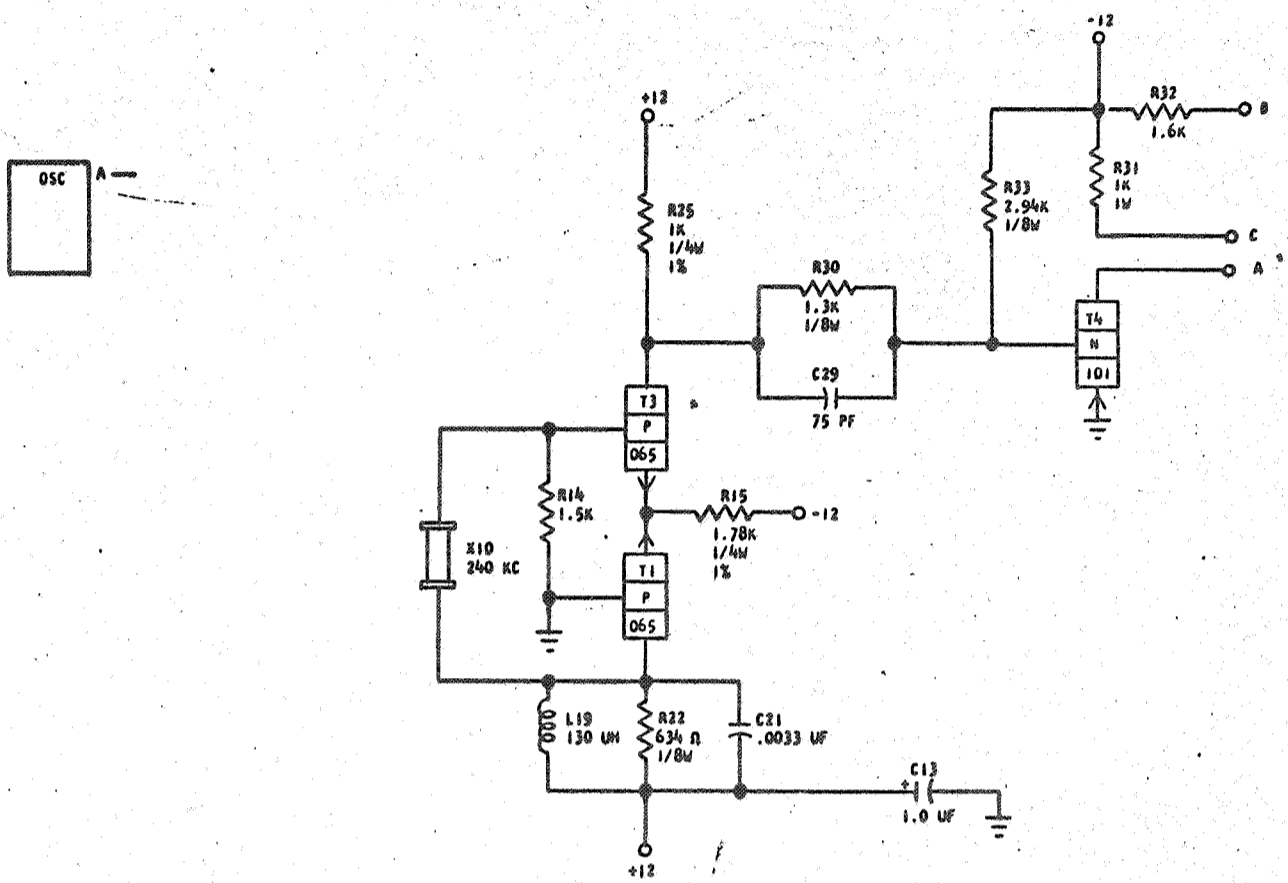 OSC
A
+12
R25
1K
1/4W
1%
-12
R32
1.6K
B
R33
2.94K
1/8W
R31
1K
1W
C
A
R30
1.3K
1/8W
C29
75 PF
T4
N
101
T3
P
065
R14
1.5K
X10
240 KC
R15
1.78K
1/4W
1%
-12
T1
P
065
L19
130 UH
R22
634 Ω
1/8W
C21
.0033 UF
+
C13
1.0 UF
+12